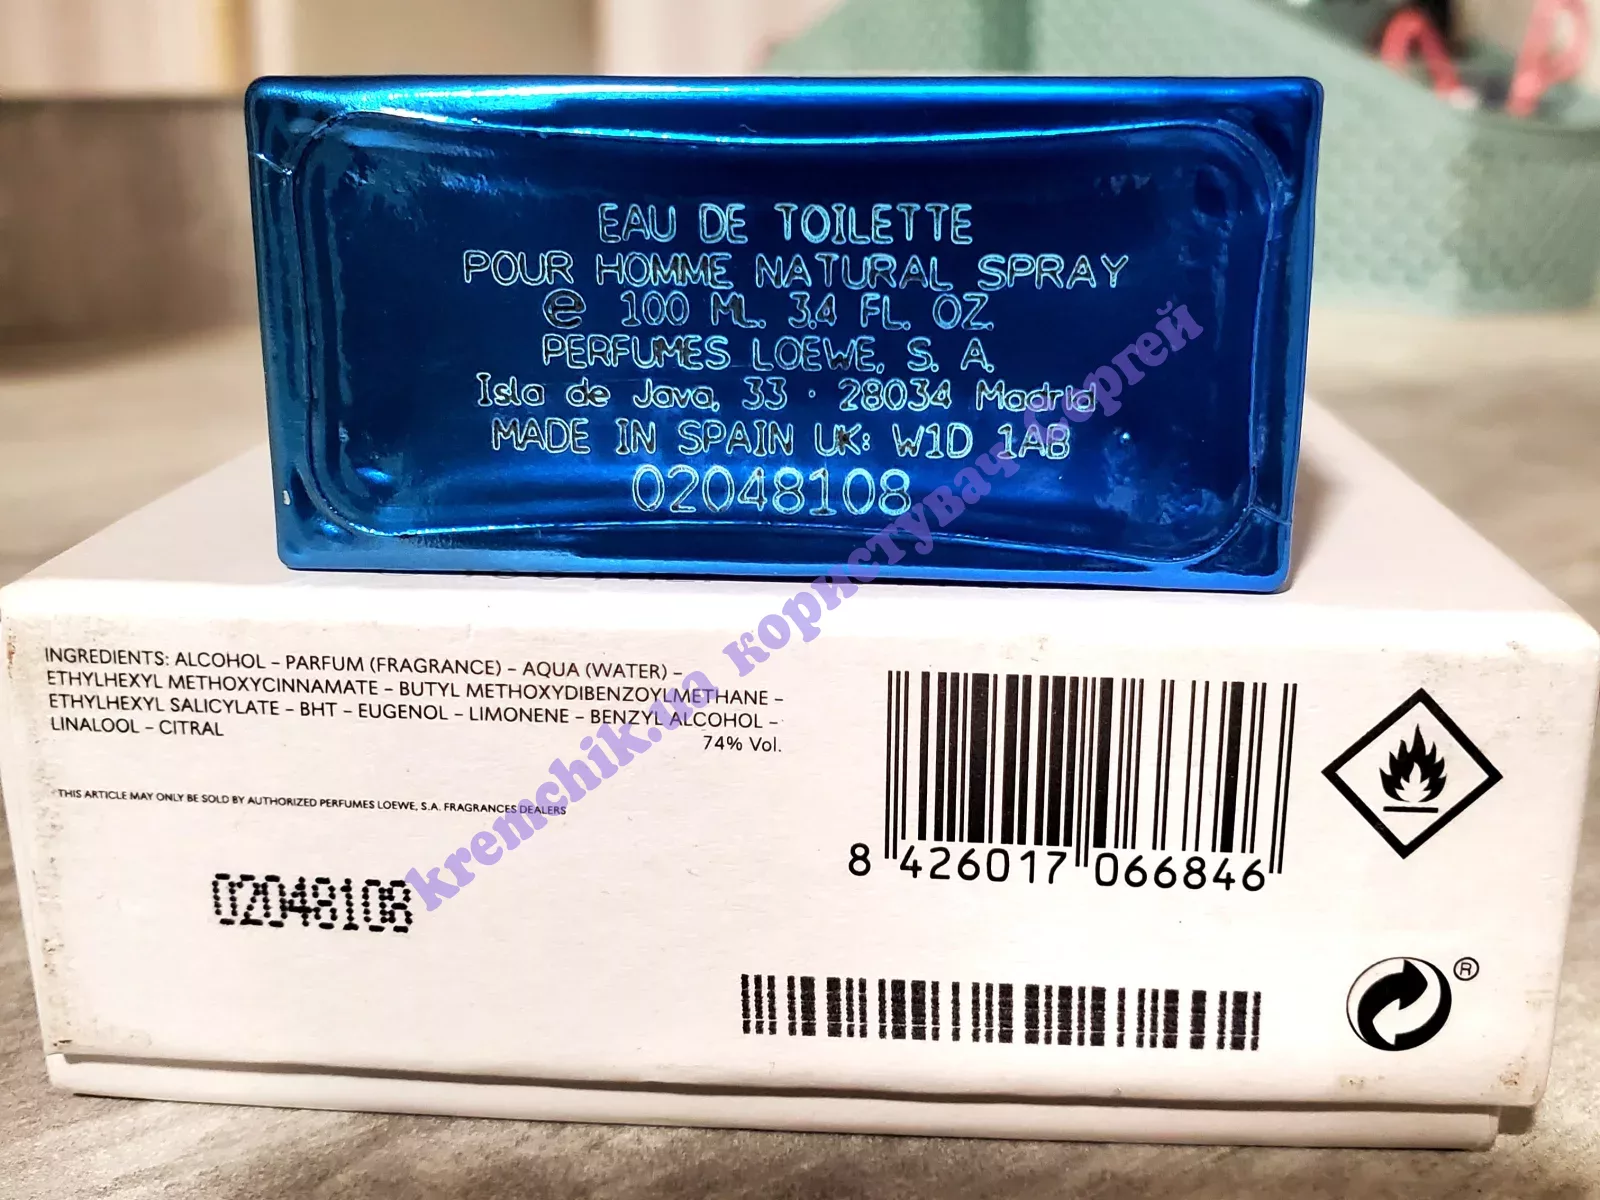 EAU DE TOILETTE
POUR HOMME NATURAL SPRAY
e 100 ML. 3.4 FL. OZ.
PERFUMES LOEWE, S. A.
Isla de Java, 33 · 28034 Madrid
MADE IN SPAIN UK: W1D 1AB
02048108
INGREDIENTS: ALCOHOL – PARFUM (FRAGRANCE) – AQUA (WATER) –
ETHYLHEXYL METHOXYCINNAMATE – BUTYL METHOXYDIBENZOYLMETHANE –
ETHYLHEXYL SALICYLATE – BHT – EUGENOL – LIMONENE – BENZYL ALCOHOL –
LINALOOL – CITRAL
74% Vol.
THIS ARTICLE MAY ONLY BE SOLD BY AUTHORIZED PERFUMES LOEWE, S.A. FRAGRANCES DEALERS
02048108
8 426017 066846
®
kremchik.ua користувач Сергей